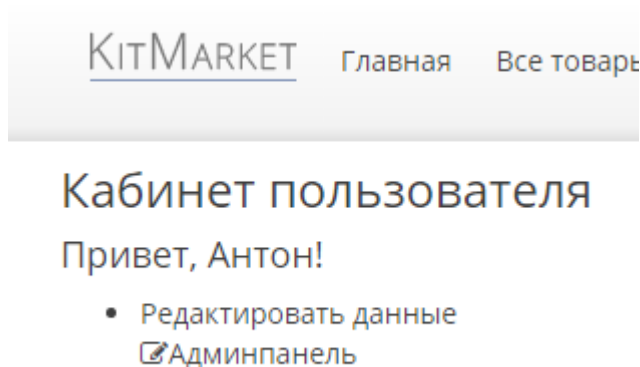 KITMARKET Главная Все товары
Кабинет пользователя
Привет, Антон!
Редактировать данные
Админпанель